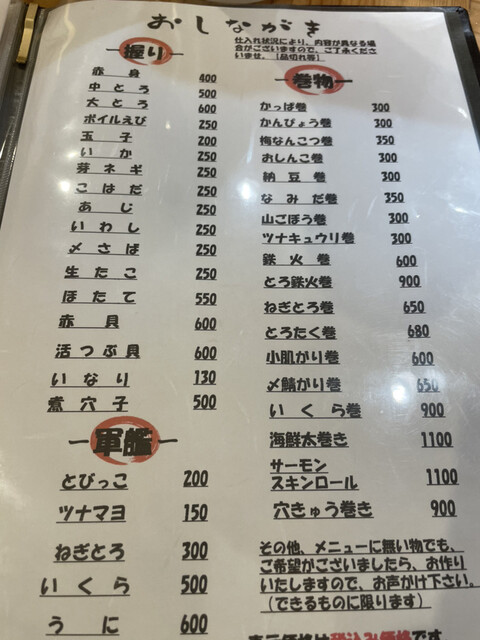 おしながき
仕入れ状況により、内容が異なる場
合がございますので、ご了承くださ
いませ。（品切れ等）
握り
赤身 400
中とろ 500
大とろ 600
ボイルえび 250
玉子 200
いか 250
芽ネギ 250
こはだ 250
あじ 250
いわし 250
〆さば 250
生たこ 250
ほたて 550
赤貝 600
活つぶ貝 600
いなり 130
煮穴子 500
軍艦
とびっこ 200
ツナマヨ 150
ねぎとろ 300
いくら 500
うに 600
巻物
かっぱ巻 300
かんぴょう巻 300
梅なんこつ巻 350
おしんこ巻 300
納豆巻 300
なみだ巻 350
山ごぼう巻 300
ツナキュウリ巻 300
鉄火巻 600
とろ鉄火巻 900
ねぎとろ巻 650
とろたく巻 680
小肌がり巻 600
〆鯖がり巻 650
いくら巻 900
海鮮太巻き 1100
サーモン
スキンロール 1100
穴きゅう巻き 900
その他、メニューに無い物でも、
ご希望がございましたら、お作り
いたしますので、お声がけ下さい。
（できるものに限ります）
表示価格は税込み価格です